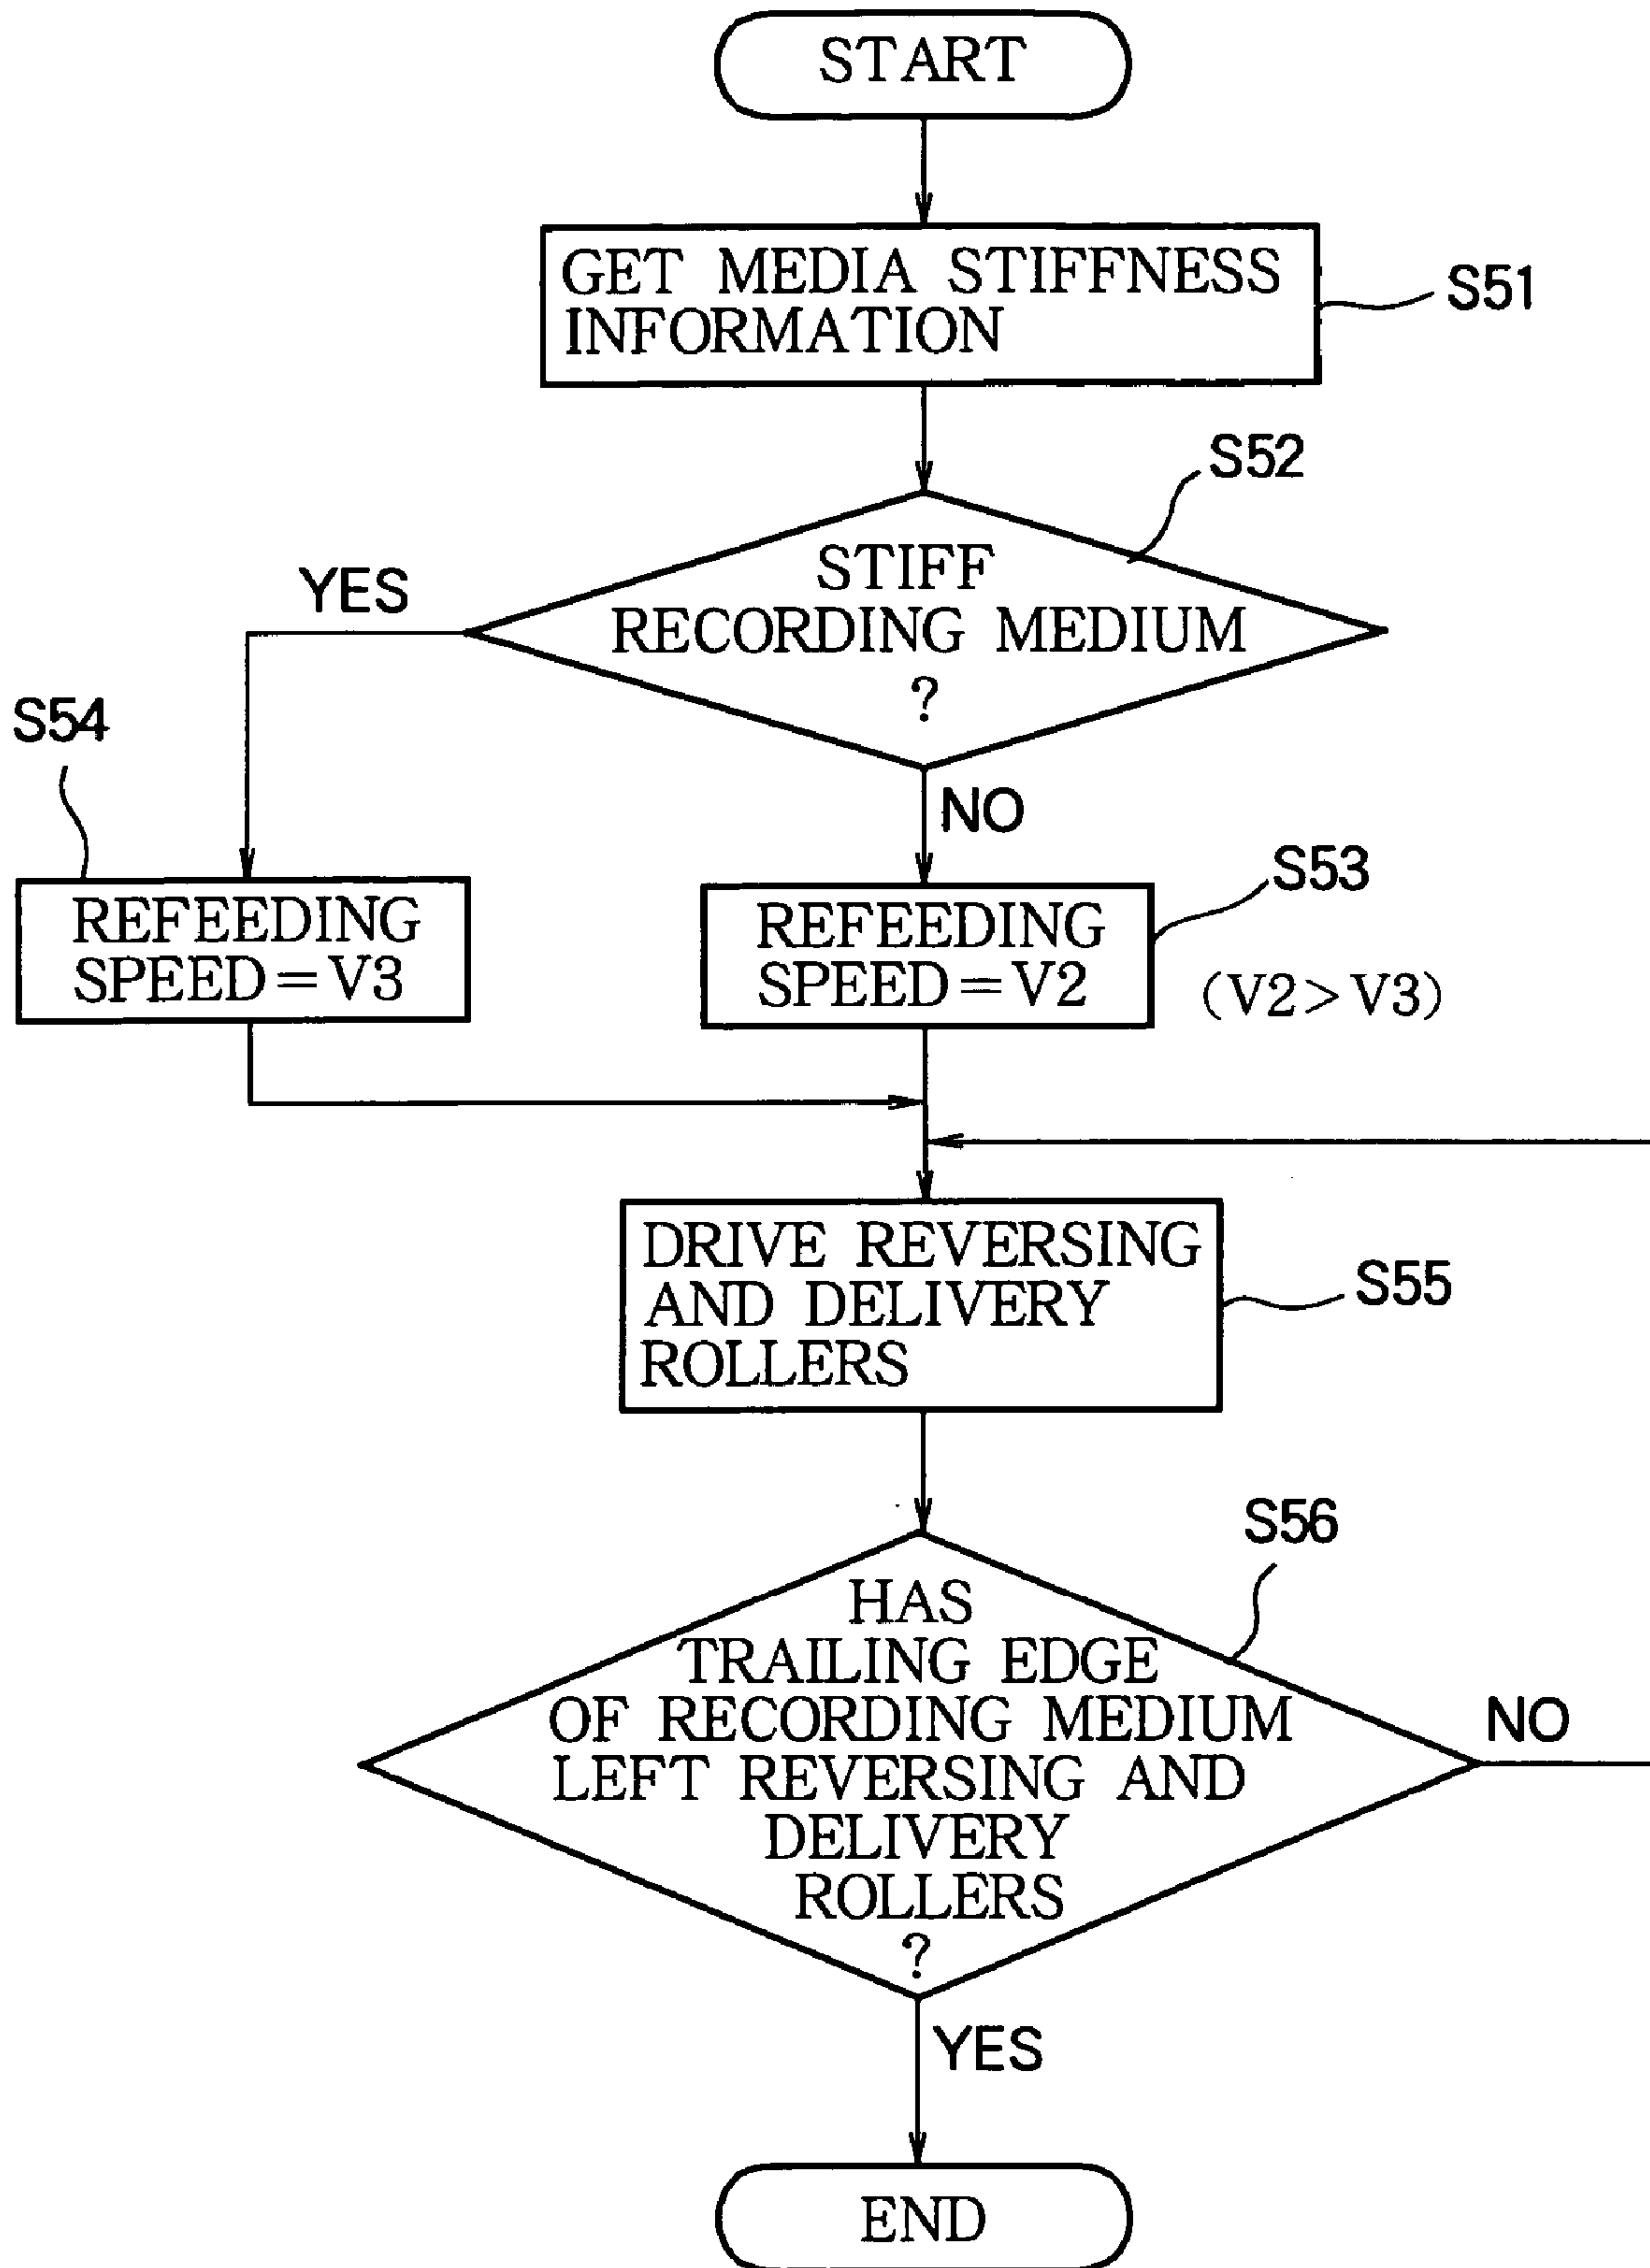 START
GET MEDIA STIFFNESS
INFORMATION
S51
S52
STIFF
RECORDING MEDIUM
?
YES
NO
S54
REFEEDING
SPEED=V3
S53
REFEEDING
SPEED=V2
(V2>V3)
DRIVE REVERSING
AND DELIVERY
ROLLERS
S55
S56
HAS
TRAILING EDGE
OF RECORDING MEDIUM
LEFT REVERSING AND
DELIVERY
ROLLERS
?
NO
YES
END